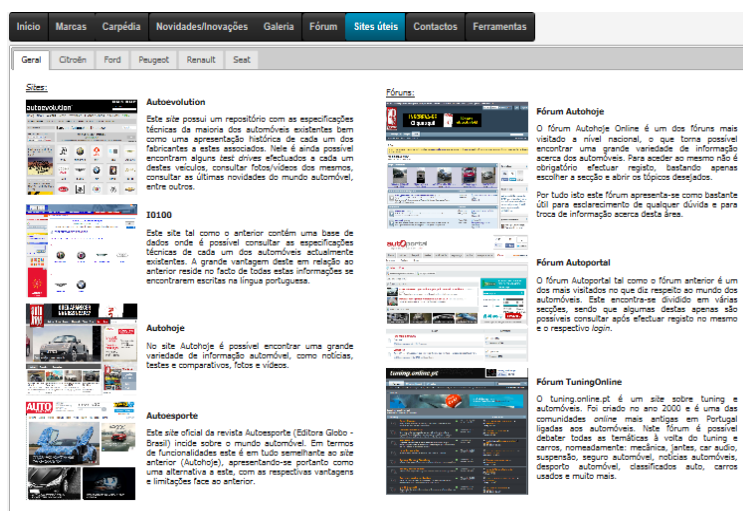 Início Marcas Carpédia Novidades/Inovações Galeria Fórum Sites úteis Contactos Ferramentas
Geral Citroën Ford Peugeot Renault Seat
Sites:
autoevolution
Autoevolution
Este site possui um repositório com as especificações
técnicas da maioria dos automóveis existentes bem
como uma apresentação histórica de cada um dos
fabricantes a estes associados. Nele é ainda possível
encontram alguns test drives efectuados a cada um
destes veículos, consultar fotos/vídeos dos mesmos,
consultar as últimas novidades do mundo automóvel,
entre outros.
I0100
Este site tal como o anterior contém uma base de
dados onde é possível consultar as especificações
técnicas de cada um dos automóveis actualmente
existentes. A grande vantagem deste em relação ao
anterior reside no facto de todas estas informações se
encontrarem escritas na língua portuguesa.
Autohoje
No site Autohoje é possível encontrar uma grande
variedade de informação automóvel, como notícias,
testes e comparativos, fotos e vídeos.
AUTO
Autoesporte
Este site oficial da revista Autoesporte (Editora Globo -
Brasil) incide sobre o mundo automóvel. Em termos
de funcionalidades este é em tudo semelhante ao site
anterior (Autohoje), apresentando-se portanto como
uma alternativa a este, com as respectivas vantagens
e limitações face ao anterior.
Fóruns:
INSCREVA-SE
Clique aqui
Fórum Autohoje
O fórum Autohoje Online é um dos fóruns mais
visitado a nível nacional, o que torna possível
encontrar uma grande variedade de informação
acerca dos automóveis. Para aceder ao mesmo não é
obrigatório efectuar registo, bastando apenas
escolher a secção e abrir os tópicos desejados.
Por tudo isto este fórum apresenta-se como bastante
útil para esclarecimento de qualquer dúvida e para
troca de informação acerca desta área.
autoportal
Fórum Autoportal
O fórum Autoportal tal como o fórum anterior é um
dos mais visitados no que diz respeito ao mundo dos
automóveis. Este encontra-se dividido em várias
secções, sendo que algumas destas apenas são
possíveis consultar após efectuar registo no mesmo
e o respectivo login.
tuning.online.pt
Fórum TuningOnline
O tuning.online.pt é um site sobre tuning e
automóveis. Foi criado no ano 2000 e é uma das
comunidades online mais antigas em Portugal
ligadas aos automóveis. Nste fórum é possível
debater todas as temáticas à volta do tuning e
carros, nomeadamente: mecânica, jantes, car audio,
suspensão, seguro automóvel, notícias automóveis,
desporto automóvel, classificados auto, carros
usados e muito mais.